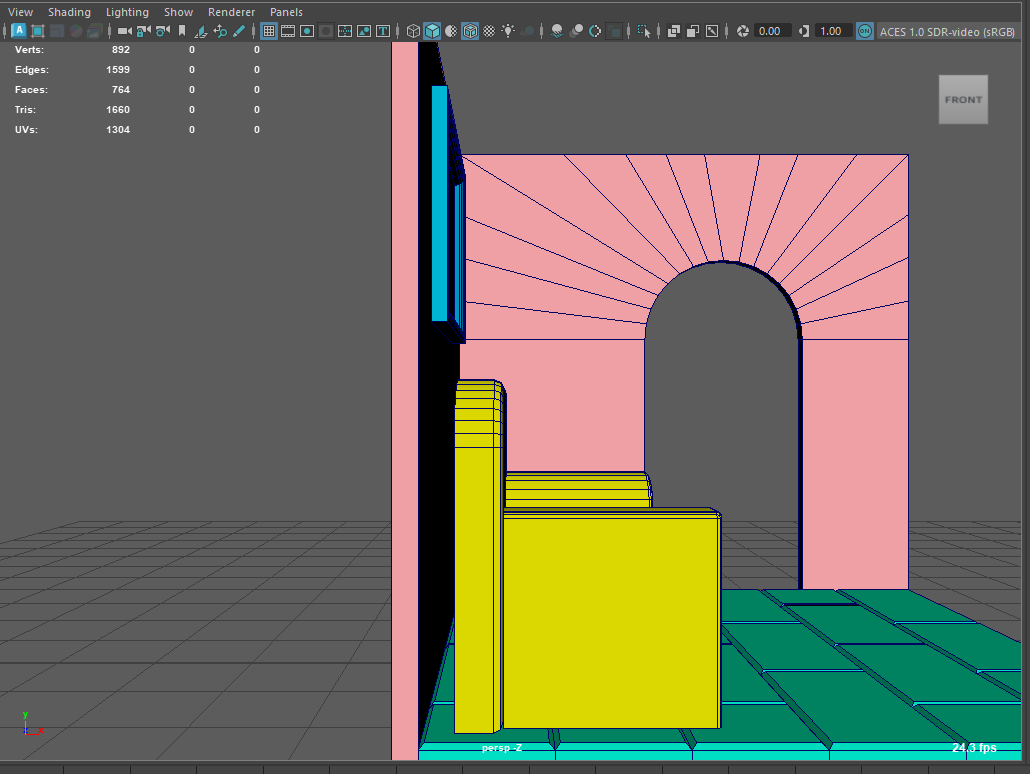 View Shading Lighting Show Renderer Panels
A 0.00 1.00 ON ACES 1.0 SDR-video (sRGB)
Verts: 892 0 0
Edges: 1599 0 0
Faces: 764 0 0
Tris: 1660 0 0
UVs: 1304 0 0
FRONT
y
z x
persp -Z
24.3 fps